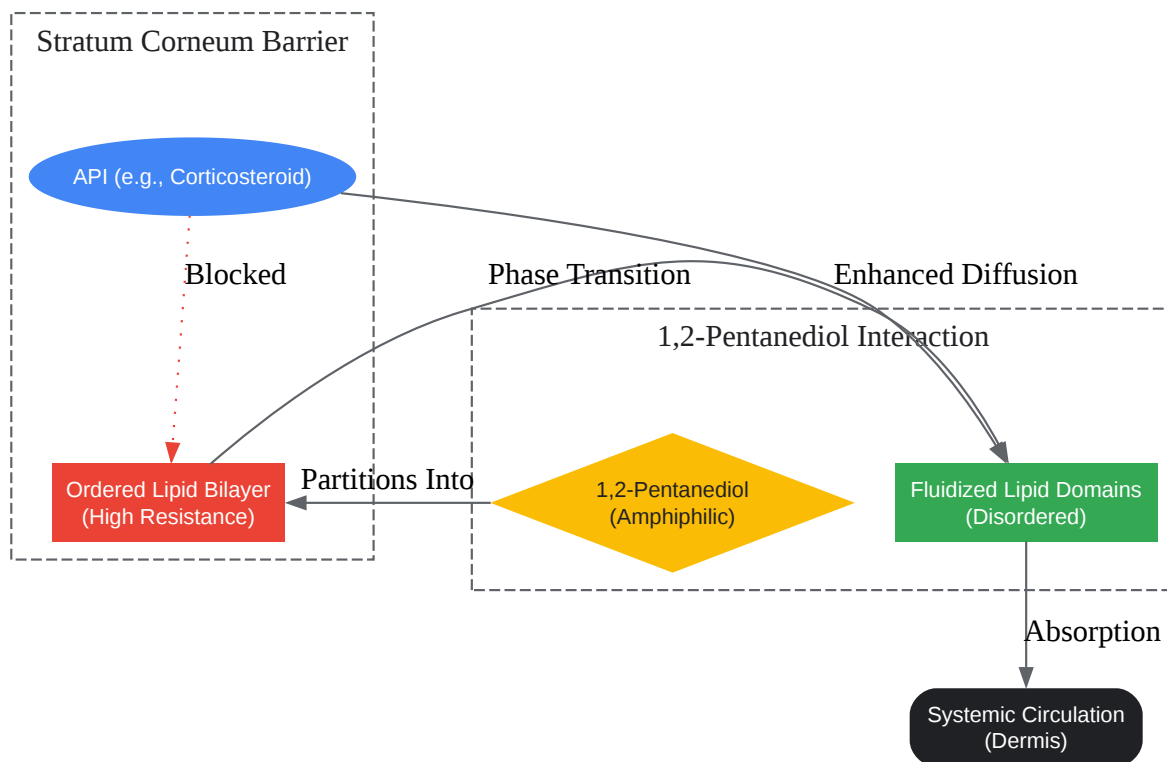 Stratum Corneum Barrier
API (e.g., Corticosteroid)
Blocked
Phase Transition
Enhanced Diffusion
1,2-Pentanediol Interaction
Ordered Lipid Bilayer
(High Resistance)
Partitions Into
1,2-Pentanediol
(Amphiphilic)
Fluidized Lipid Domains
(Disordered)
Absorption
Systemic Circulation
(Dermis)